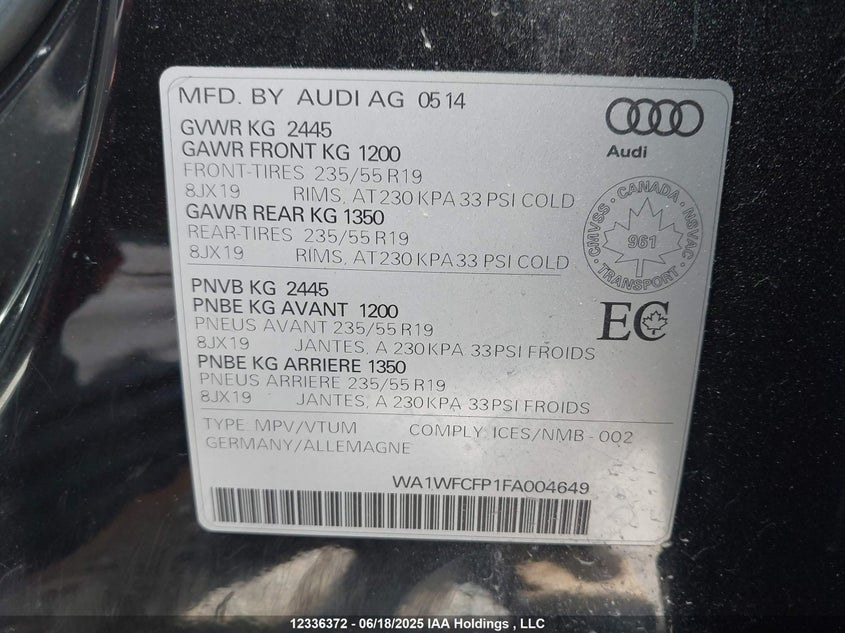 MFD. BY AUDI AG 05 14
GVWR KG 2445
GAWR FRONT KG 1200
FRONT-TIRES 235/55 R19
8JX19 RIMS, AT 230 KPA 33 PSI COLD
GAWR REAR KG 1350
REAR-TIRES 235/55 R19
8JX19 RIMS, AT 230 KPA 33 PSI COLD
Audi
CMVSS · CANADA · NSVAC · TRANSPORT ·
961
PNVB KG 2445
PNBE KG AVANT 1200
PNEUS AVANT 235/55 R19
8JX19 JANTES, A 230 KPA 33 PSI FROIDS
PNBE KG ARRIERE 1350
PNEUS ARRIERE 235/55 R19
8JX19 JANTES, A 230 KPA 33 PSI FROIDS
EC
TYPE: MPV/VTUM COMPLY: ICES/NMB - 002
GERMANY/ALLEMAGNE
WA1WFCFP1FA004649
12336372 - 06/18/2025 IAA Holdings , LLC